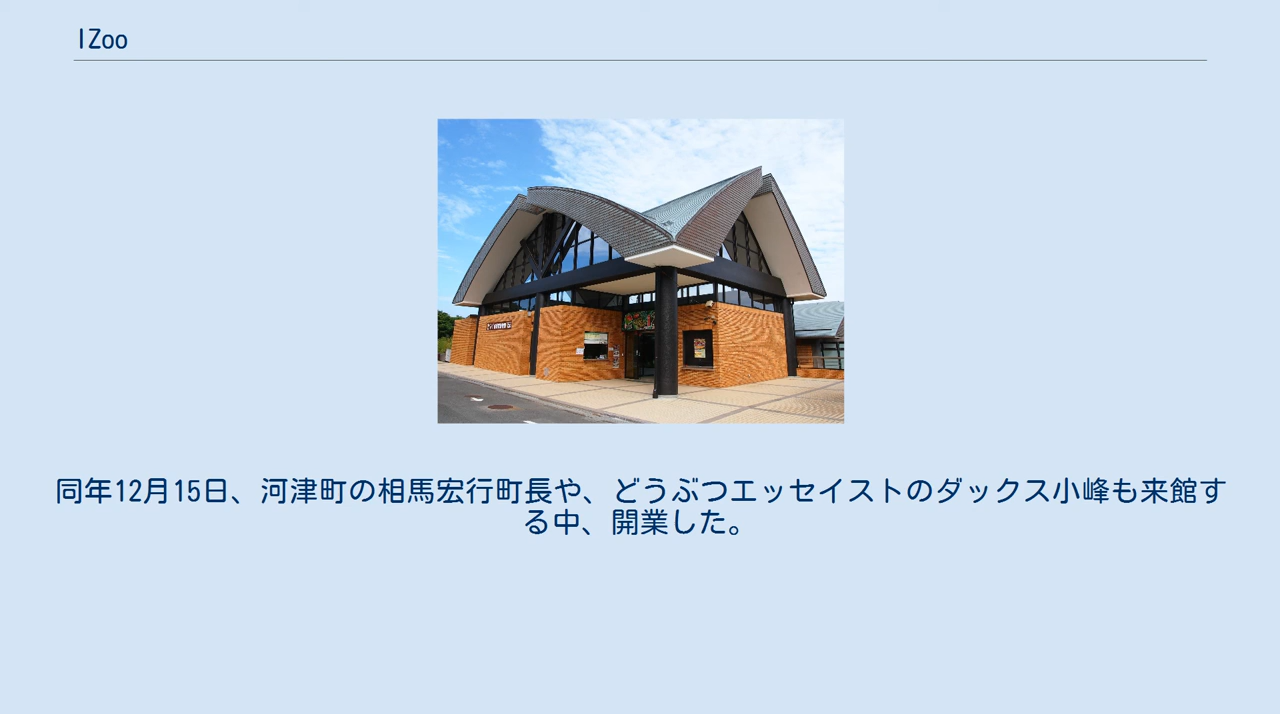 IZoo
同年12月15日、河津町の相馬宏行町長や、どうぶつエッセイストのダックス小峰も来館す
る中、開業した。